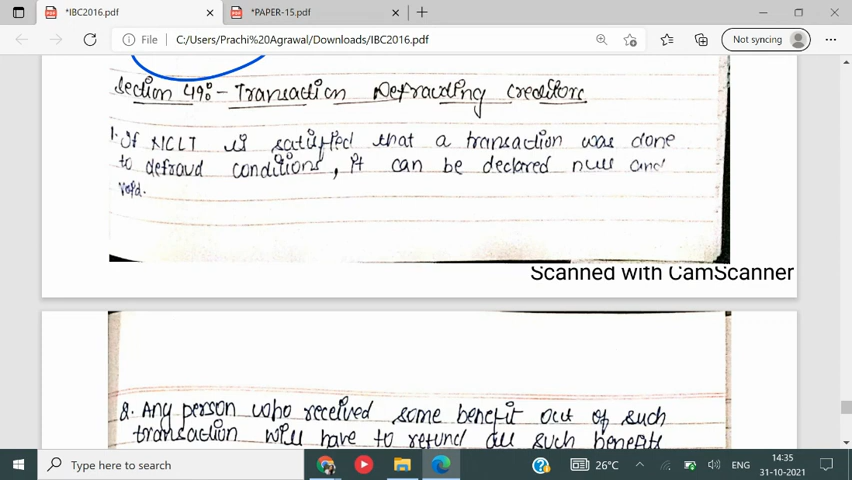 *IBC2016.pdf
*PAPER-15.pdf
File
C:/Users/Prachi%20Agrawal/Downloads/IBC2016.pdf
Not syncing
Section 49:- Transaction Defrauding Creditors
1. If NCLT is satisfied that a transaction was done
to defraud conditions, it can be declared null and
void.
Scanned with CamScanner
2. Any person who received some benefit out of such
transaction will have to refund all such benefits
Type here to search
26°C
ENG
14:35
31-10-2021